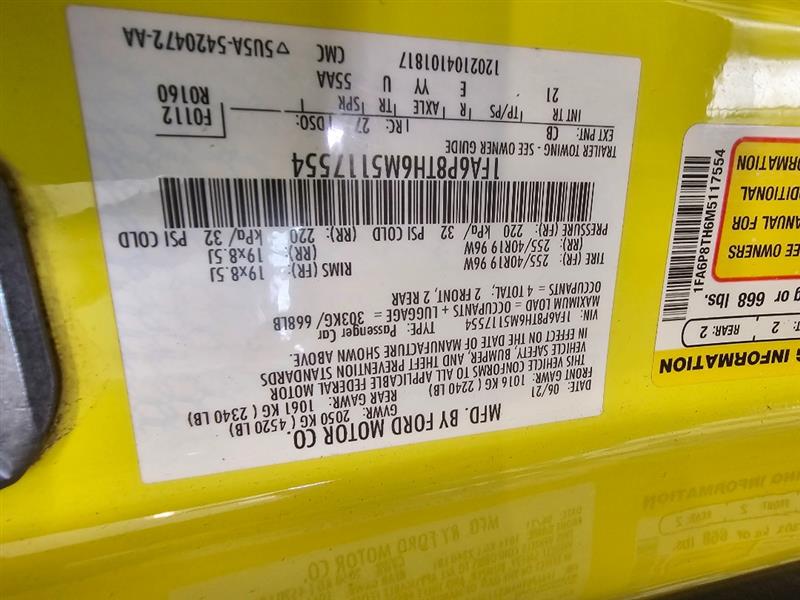 MFD. BY FORD MOTOR CO.
DATE: 06/21
GVWR: 2050 KG ( 4520 LB)
FRONT GAWR: 1016 KG ( 2240 LB)
REAR GAWR: 1061 KG ( 2340 LB)
THIS VEHICLE CONFORMS TO ALL APPLICABLE FEDERAL MOTOR
VEHICLE SAFETY, BUMPER, AND THEFT PREVENTION STANDARDS
IN EFFECT ON THE DATE OF MANUFACTURE SHOWN ABOVE.
VIN: 1FA6P8TH6M5117554
TYPE: Passenger Car
MAXIMUM LOAD = OCCUPANTS + LUGGAGE = 303KG/668LB
OCCUPANTS = 4 TOTAL; 2 FRONT, 2 REAR
TIRE
RIMS
(FR): 255/40R19 96W
(FR): 19x8.5J
(RR): 255/40R19 96W
(RR): 19x8.5J
PRESSURE (FR): 220 kPa/ 32 PSI COLD
(RR): 220 kPa/ 32 PSI COLD
1FA6P8TH6M5117554
TRAILER TOWING - SEE OWNER GUIDE
EXT PNT: CB
RC: 27
DSO:
F0112
R0160
INT TR TP/PS R AXLE TR SPR
21 E YY U 55AA
1202104101817 CMC
5U5A-5420472-AA
G INFORMATION
2 REAR: 2
g or 668 lbs.
EE OWNERS
ANUAL FOR
DITIONAL
ORMATION
1FA6P8TH6M5117554